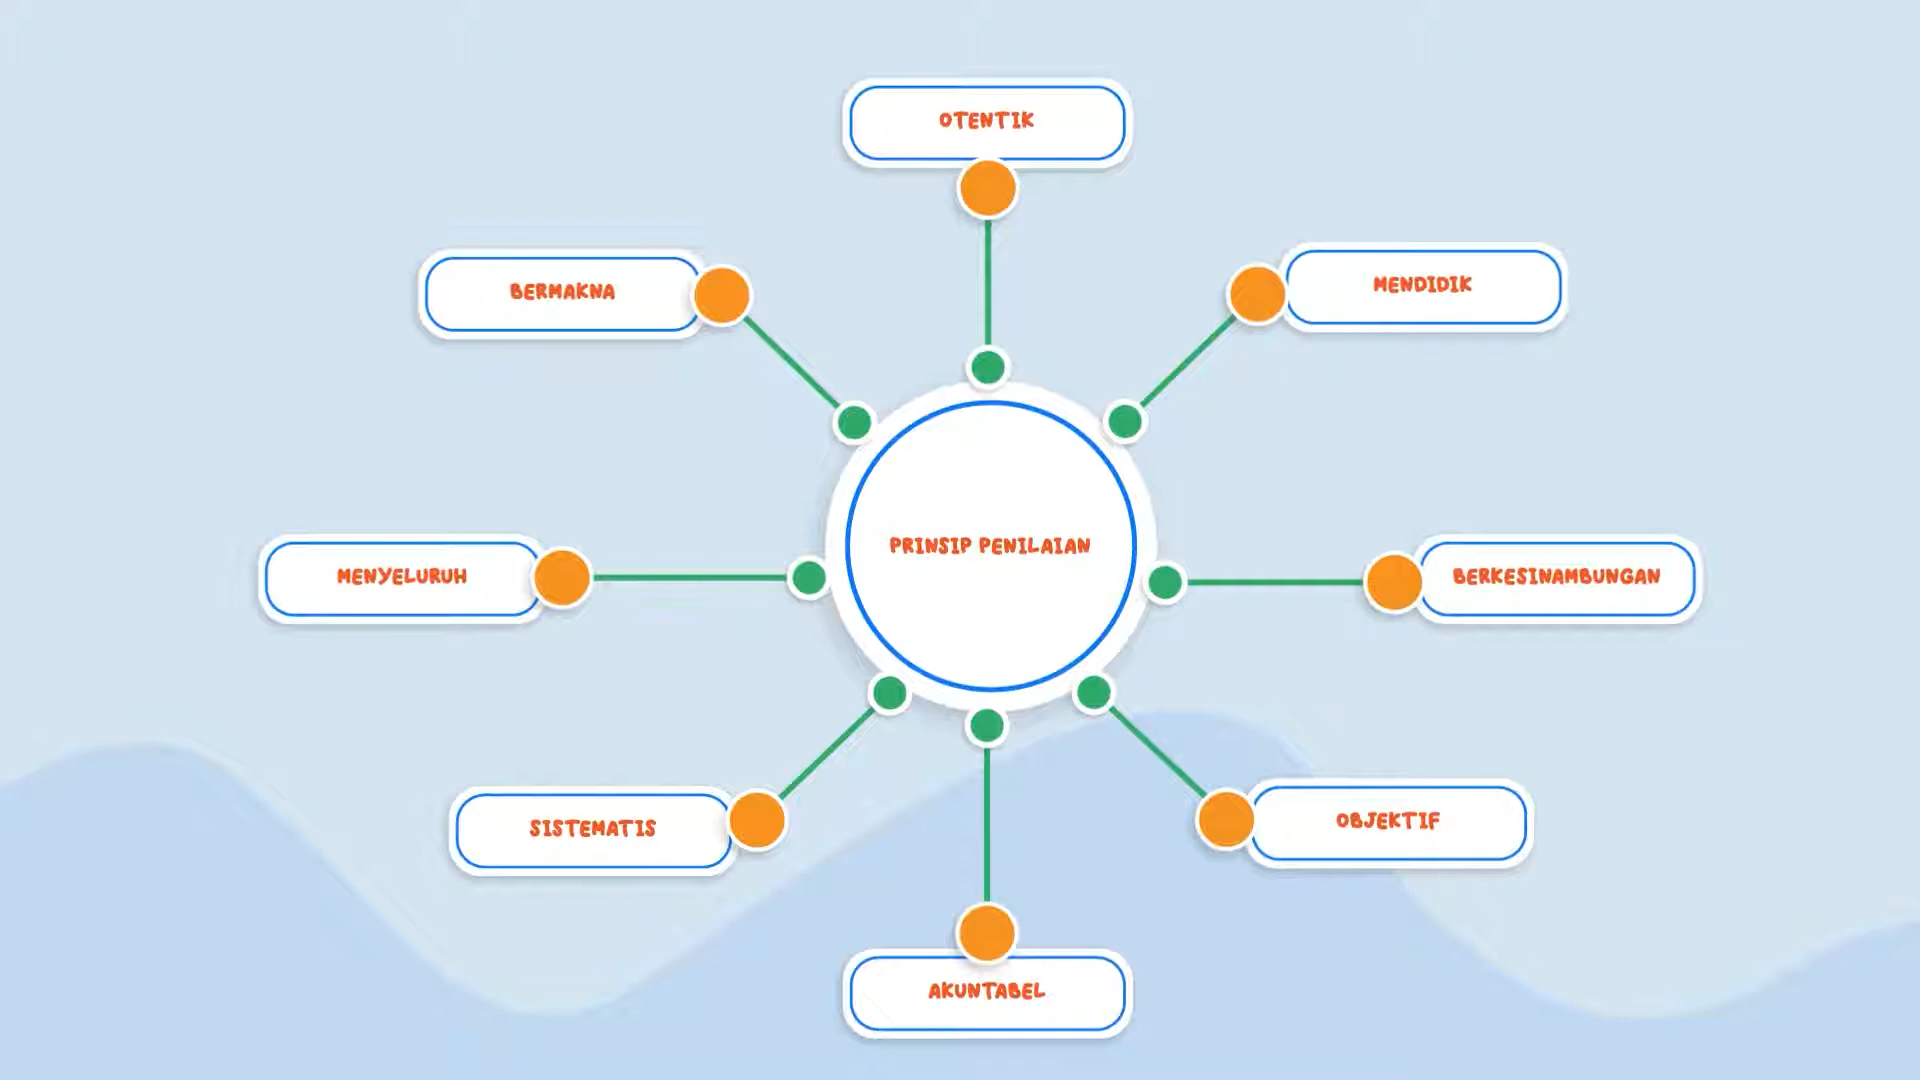 OTENTIK
BERMAKNA
MENDIDIK
PRINSIP PENILAIAN
MENYELURUH
BERKESINAMBUNGAN
SISTEMATIS
OBJEKTIF
AKUNTABEL